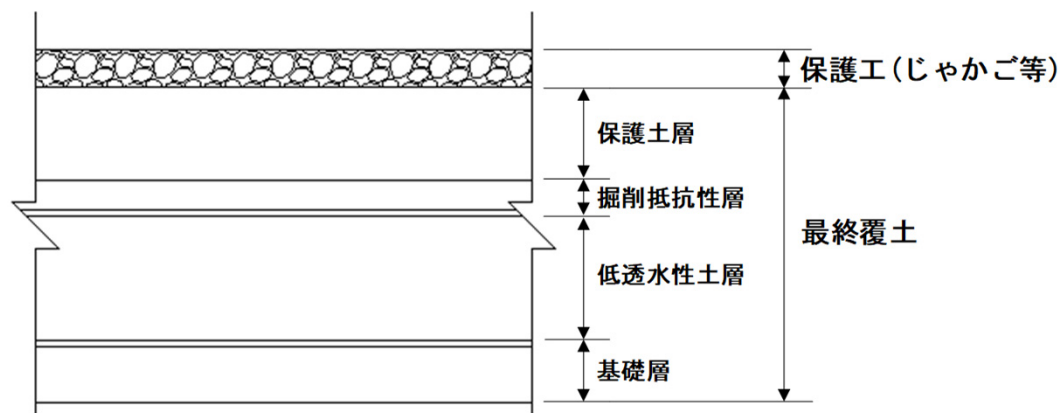 保護工(じゃかご等)
保護土層
掘削抵抗性層
最終覆土
低透水性土層
基礎層